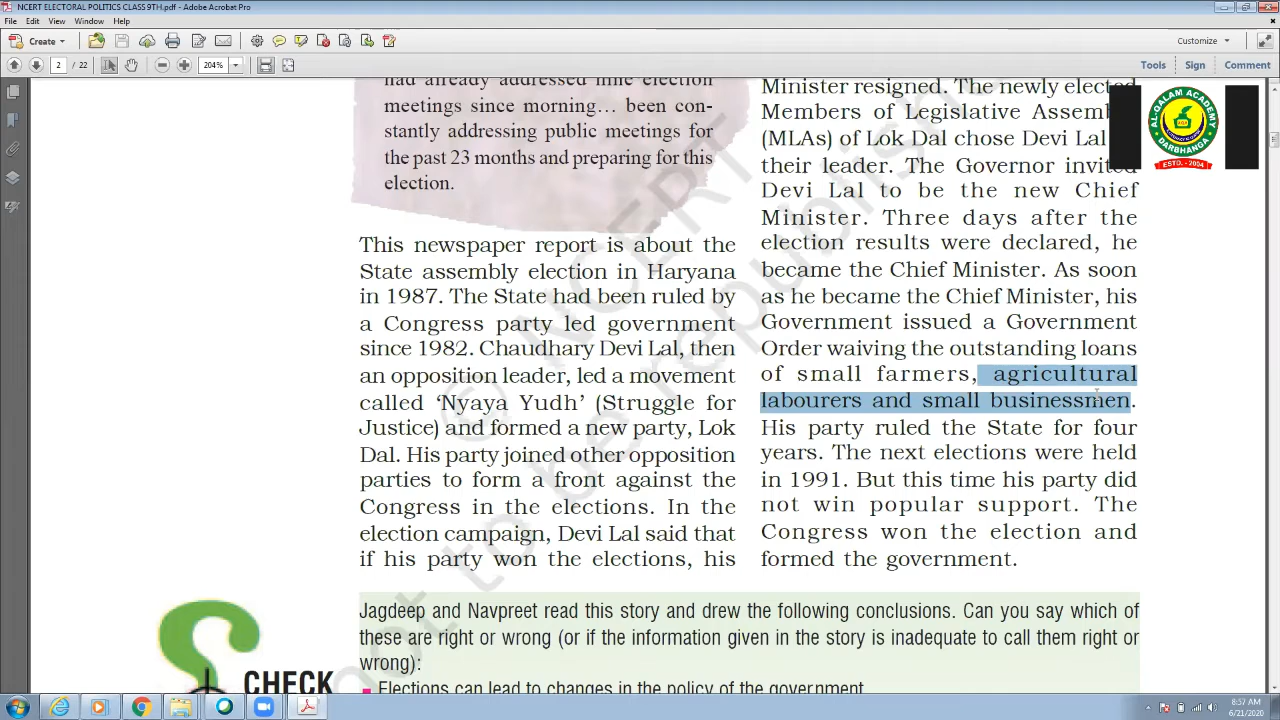 NCERT ELECTORAL POLITICS CLASS 9TH.pdf - Adobe Acrobat Pro
File Edit View Window Help
Create
Customize
2 / 22
204%
Tools Sign Comment
had already addressed nine election
meetings since morning... been con-
stantly addressing public meetings for
the past 23 months and preparing for this
election.
This newspaper report is about the
State assembly election in Haryana
in 1987. The State had been ruled by
a Congress party led government
since 1982. Chaudhary Devi Lal, then
an opposition leader, led a movement
called ‘Nyaya Yudh’ (Struggle for
Justice) and formed a new party, Lok
Dal. His party joined other opposition
parties to form a front against the
Congress in the elections. In the
election campaign, Devi Lal said that
if his party won the elections, his
Minister resigned. The newly elected
Members of Legislative
(MLAs) of Lok Dal chose Devi Lal
their leader. The Governor invited
Devi Lal to be the new Chief
Minister. Three days after the
election results were declared, he
became the Chief Minister. As soon
as he became the Chief Minister, his
Government issued a Government
Order waiving the outstanding loans
of small farmers, agricultural
labourers and small businessmen.
His party ruled the State for four
years. The next elections were held
in 1991. But this time his party did
not win popular support. The
Congress won the election and
formed the government.
AL-QALAM ACADEMY
DARBHANGA
ESTD. - 2004
© NCERT
not to be republished
Jagdeep and Navpreet read this story and drew the following conclusions. Can you say which of
these are right or wrong (or if the information given in the story is inadequate to call them right or
wrong):
Elections can lead to changes in the policy of the government
CHECK
8:57 AM
6/21/2020